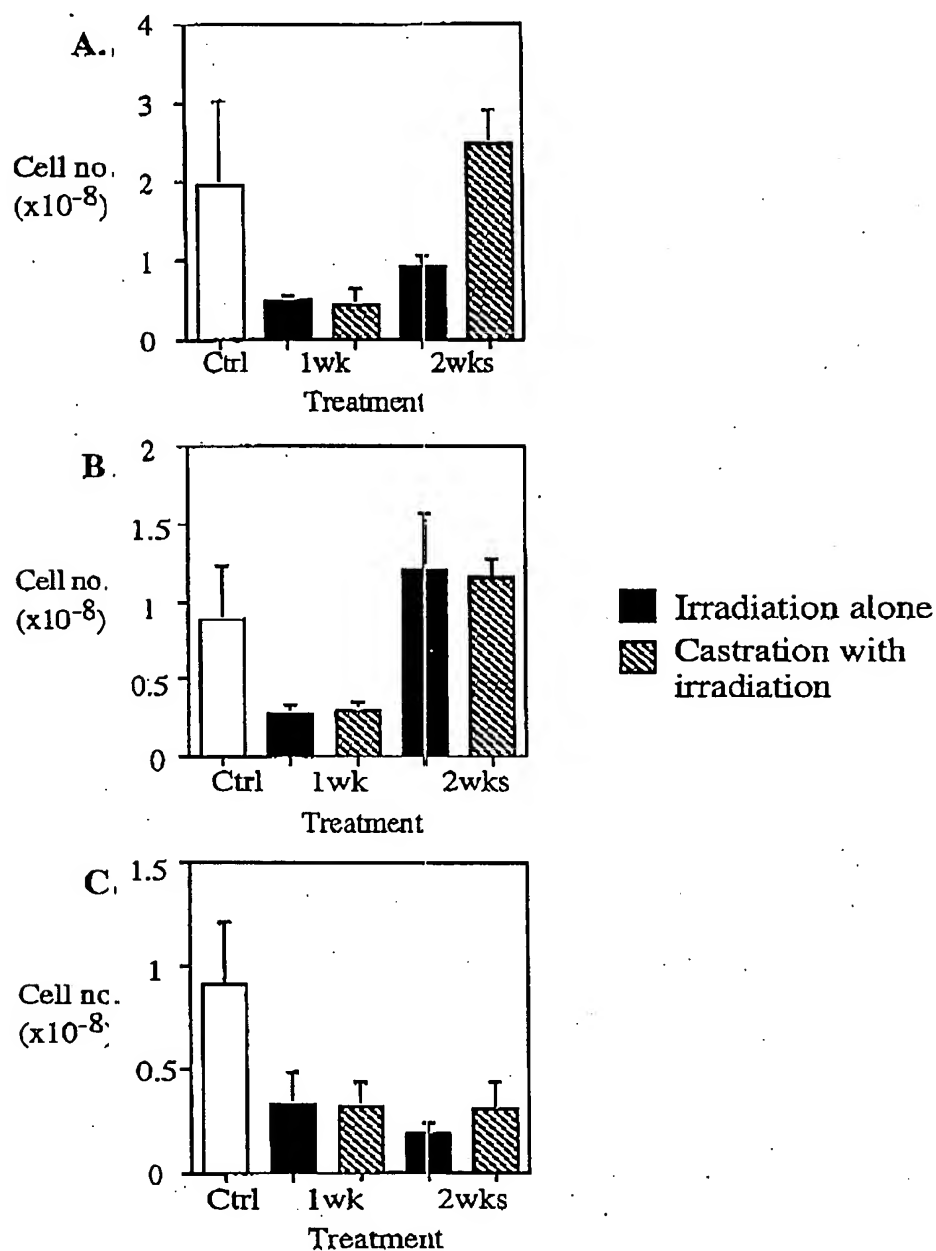 A.
4
3
2
1
0
Cell no.
(x10⁻⁸)
Ctrl 1wk 2wks
Treatment
B.
2
1.5
1
0.5
0
Cell no.
(x10⁻⁸)
Ctrl 1wk 2wks
Treatment
Irradiation alone
Castration with
irradiation
C.
1.5
1
0.5
0
Cell no.
(x10⁻⁸)
Ctrl 1wk 2wks
Treatment